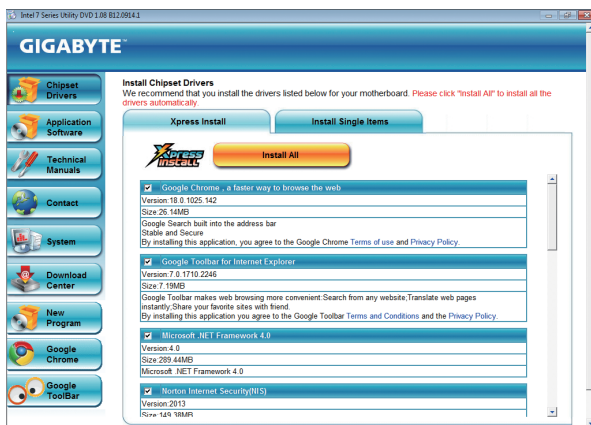 Intel 7 Series Utility DVD 1.08 B12.0914.1
GIGABYTE™
Chipset
Drivers
Application
Software
Technical
Manuals
Contact
System
Download
Center
New
Program
Google
Chrome
Google
ToolBar
Install Chipset Drivers
We recommend that you install the drivers listed below for your motherboard. Please click "Install All" to install all the
drivers automatically.
Xpress Install
Install Single Items
Xpress
Install
Install All
Google Chrome , a faster way to browse the web
Version:18.0.1025.142
Size:26.14MB
Google Search built into the address bar
Stable and Secure
By installing this application, you agree to the Google Chrome Terms of use and Privacy Policy.
Google Toolbar for Internet Explorer
Version:7.0.1710.2246
Size:7.19MB
Google Toolbar makes web browsing more convenient:Search from any website;Translate web pages
instantly;Share your favorite sites with friend.
By installing this application you agree to the Google Toolbar Terms and Conditions and the Privacy Policy.
Microsoft .NET Framework 4.0
Version:4.0
Size:289.44MB
Microsoft .NET Framework 4.0
Norton Internet Security(NIS)
Version:2013
Size:149.38MB